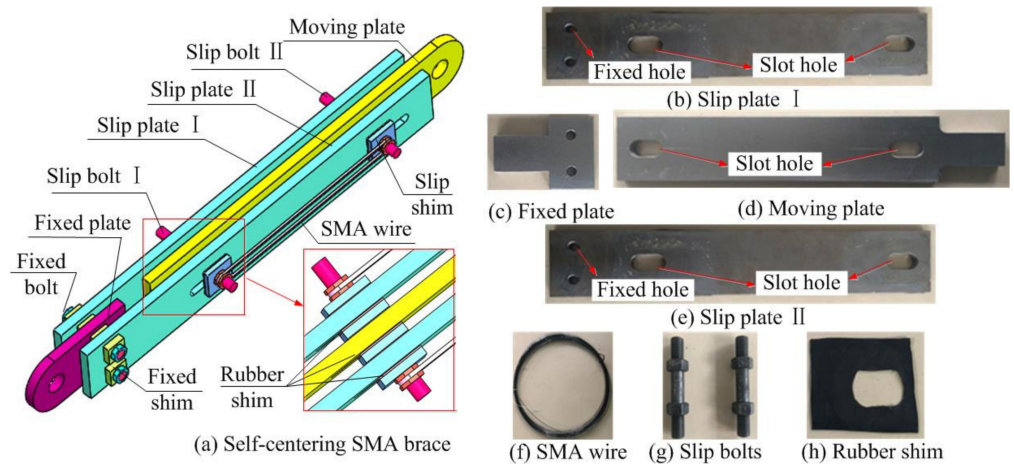 Moving plate
Slip bolt Ⅱ
Slip plate Ⅱ
Slip plate Ⅰ
Slip bolt Ⅰ
Fixed plate
Fixed
bolt
Slip
shim
SMA wire
Fixed
shim
Rubber
shim
(a) Self-centering SMA brace
Fixed hole
Slot hole
(b) Slip plate Ⅰ
(c) Fixed plate
Slot hole
(d) Moving plate
Fixed hole
Slot hole
(e) Slip plate Ⅱ
(f) SMA wire
(g) Slip bolts
(h) Rubber shim